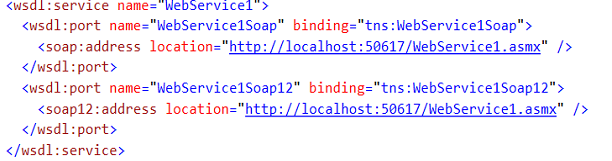 <wsdl:service name="WebService1">
<wsdl:port name="WebService1Soap" binding="tns:WebService1Soap">
<soap:address location="http://localhost:50617/WebService1.asmx" />
</wsdl:port>
<wsdl:port name="WebService1Soap12" binding="tns:WebService1Soap12">
<soap12:address location="http://localhost:50617/WebService1.asmx" />
</wsdl:port>
</wsdl:service>